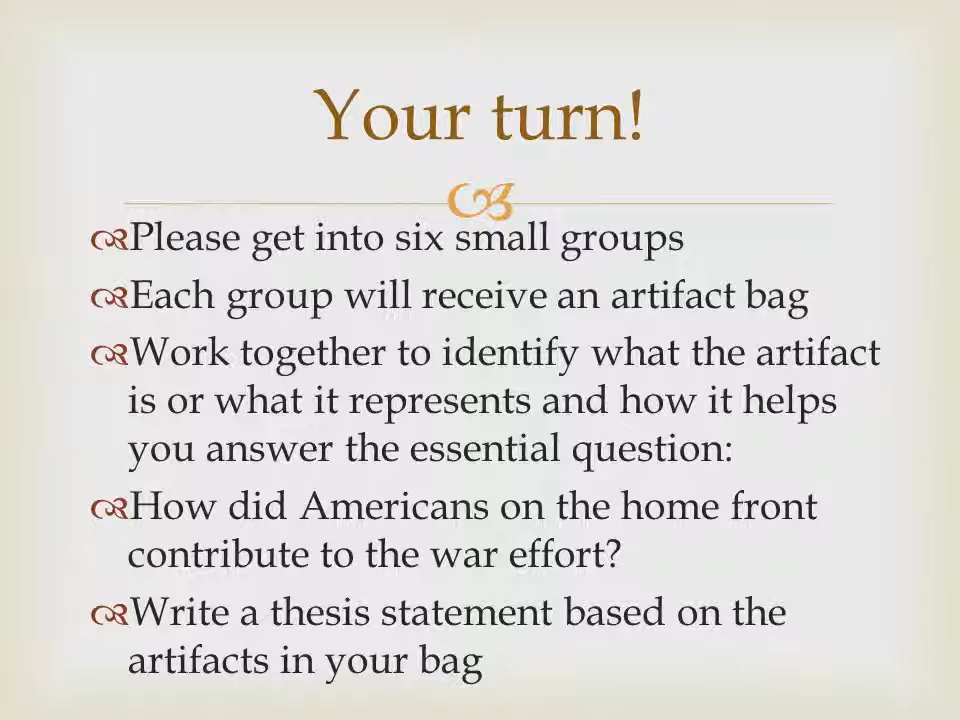 Your turn!
Please get into six small groups
Each group will receive an artifact bag
Work together to identify what the artifact
is or what it represents and how it helps
you answer the essential question:
How did Americans on the home front
contribute to the war effort?
Write a thesis statement based on the
artifacts in your bag